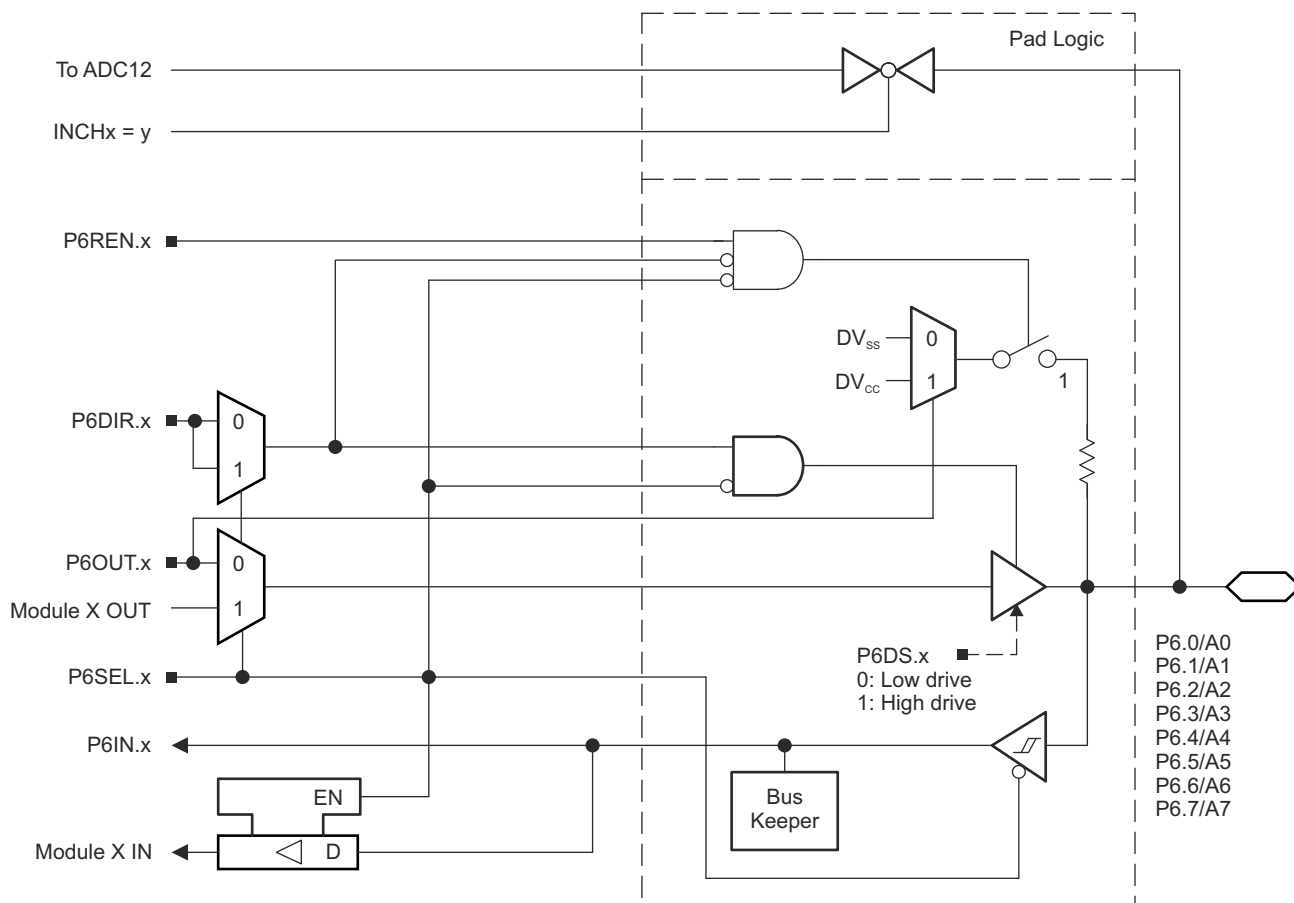 Pad Logic
To ADC12
INCHx = y
P6REN.x
DVSS
0
DVCC
1
1
P6DIR.x
0
1
P6OUT.x
0
Module X OUT
1
P6SEL.x
P6DS.x
0: Low drive
1: High drive
P6.0/A0
P6.1/A1
P6.2/A2
P6.3/A3
P6.4/A4
P6.5/A5
P6.6/A6
P6.7/A7
P6IN.x
Bus
Keeper
EN
Module X IN
D